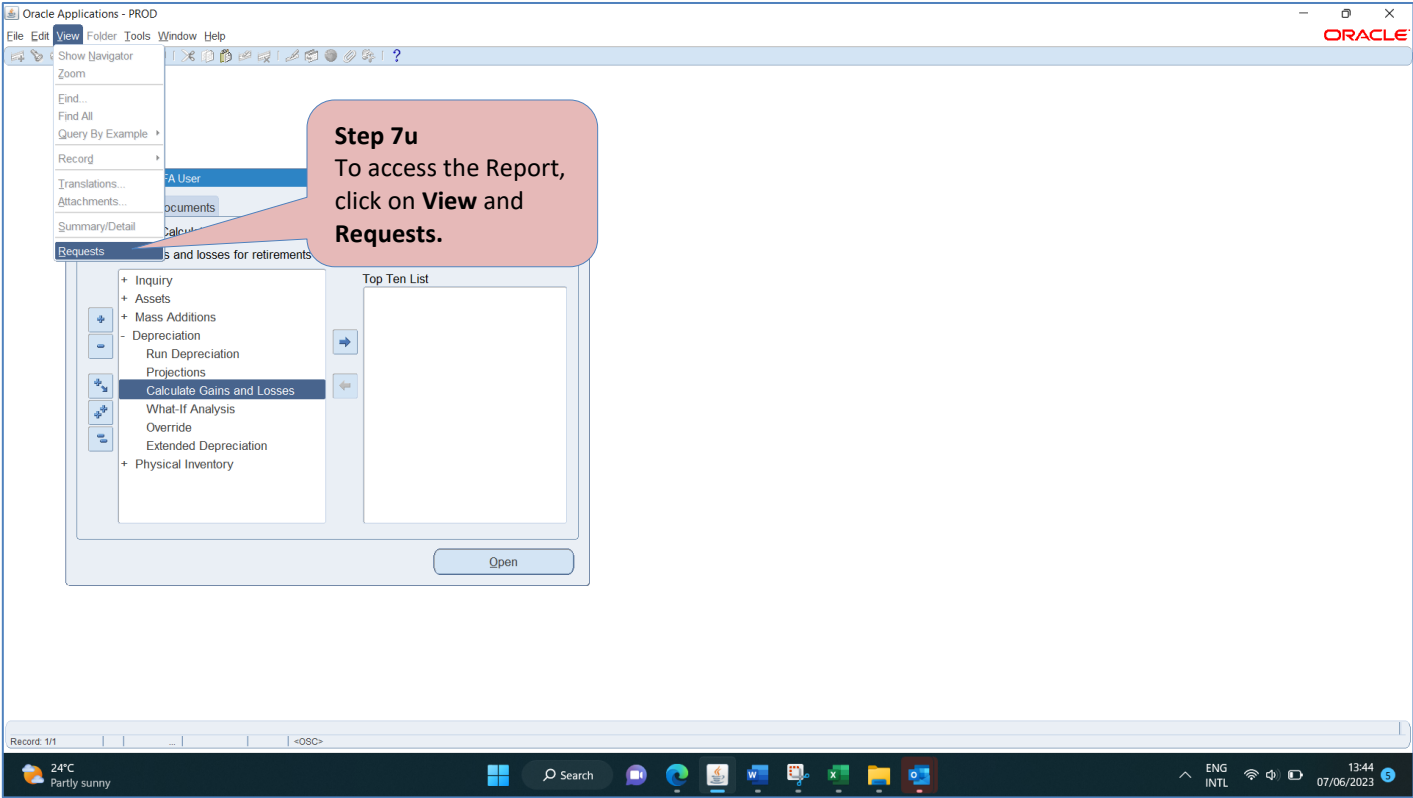 Oracle Applications - PROD
File Edit View Folder Tools Window Help
ORACLE
Show Navigator
Zoom
Find...
Find All
Query By Example
Record
Translations...
Attachments...
Summary/Detail
Requests
Step 7u
To access the Report,
click on View and
Requests.
FA User
ocuments
s and losses for retirements
Top Ten List
+ Inquiry
+ Assets
+ Mass Additions
- Depreciation
Run Depreciation
Projections
Calculate Gains and Losses
What-If Analysis
Override
Extended Depreciation
+ Physical Inventory
Open
Record: 1/1 ... <OSC>
24°C
Partly sunny
Search
ENG
INTL
13:44
07/06/2023
5